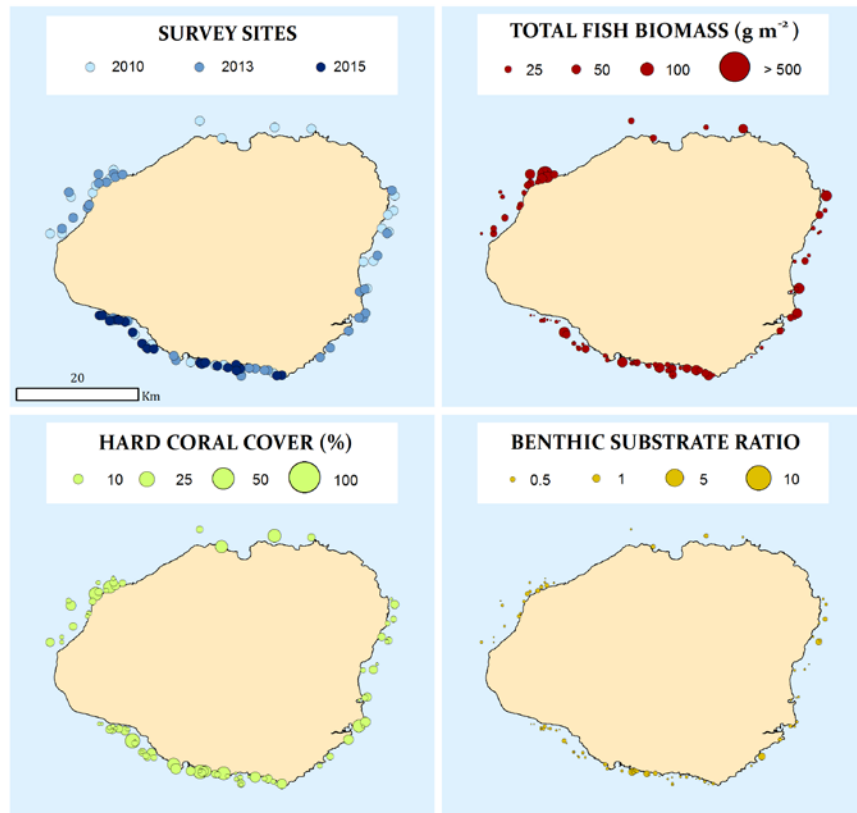 SURVEY SITES
2010 2013 2015
20
Km
TOTAL FISH BIOMASS (g m⁻²)
25 50 100 > 500
HARD CORAL COVER (%)
10 25 50 100
BENTHIC SUBSTRATE RATIO
0.5 1 5 10